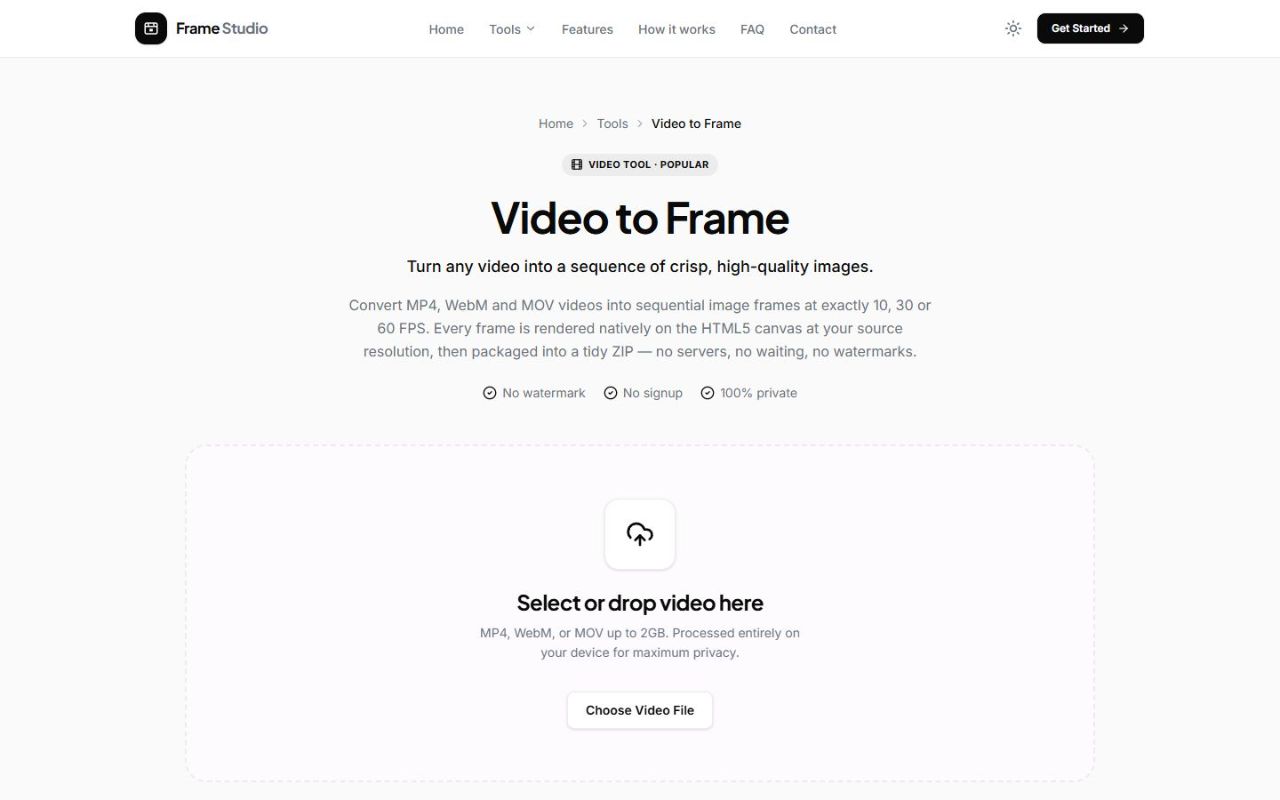 Frame Studio
Home
Tools
Features
How it works
FAQ
Contact
Get Started
Home > Tools > Video to Frame
VIDEO TOOL · POPULAR
Video to Frame
Turn any video into a sequence of crisp, high-quality images.
Convert MP4, WebM and MOV videos into sequential image frames at exactly 10, 30 or
60 FPS. Every frame is rendered natively on the HTML5 canvas at your source
resolution, then packaged into a tidy ZIP — no servers, no waiting, no watermarks.
No watermark
No signup
100% private
Select or drop video here
MP4, WebM, or MOV up to 2GB. Processed entirely on
your device for maximum privacy.
Choose Video File